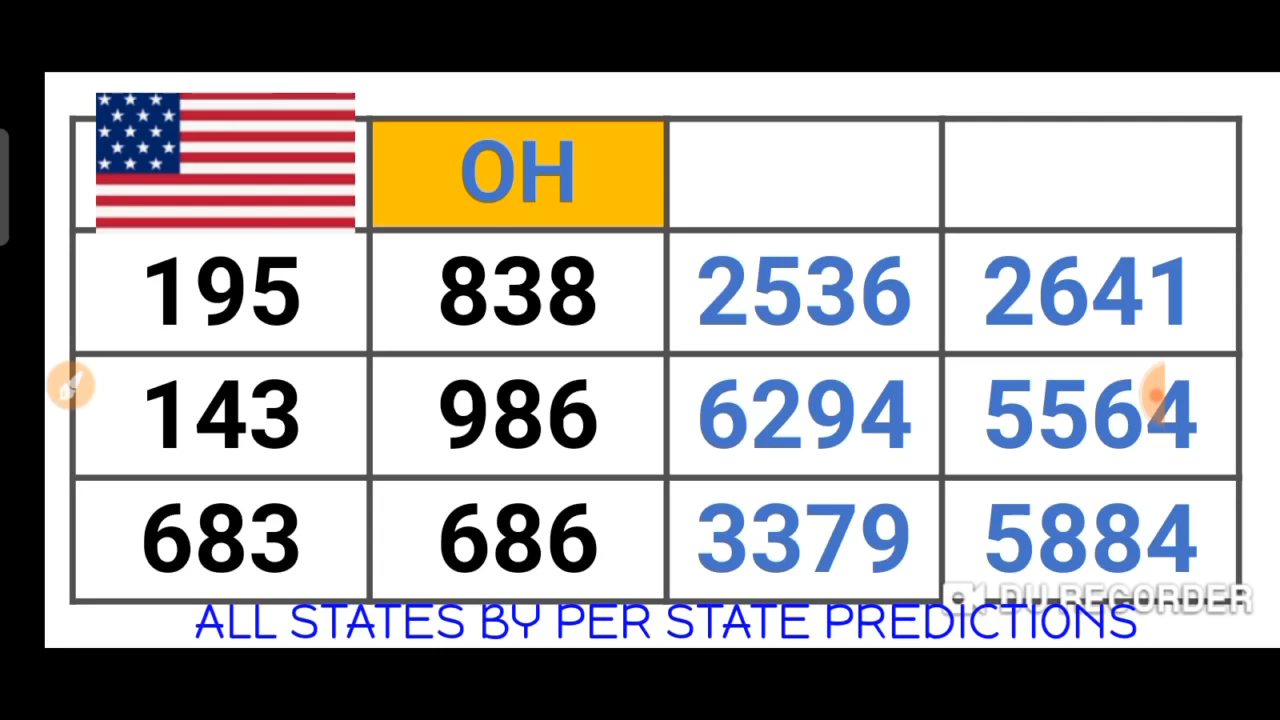 OH
195 838 2536 2641
143 986 6294 5564
683 686 3379 5884
DU RECORDER
ALL STATES BY PER STATE PREDICTIONS